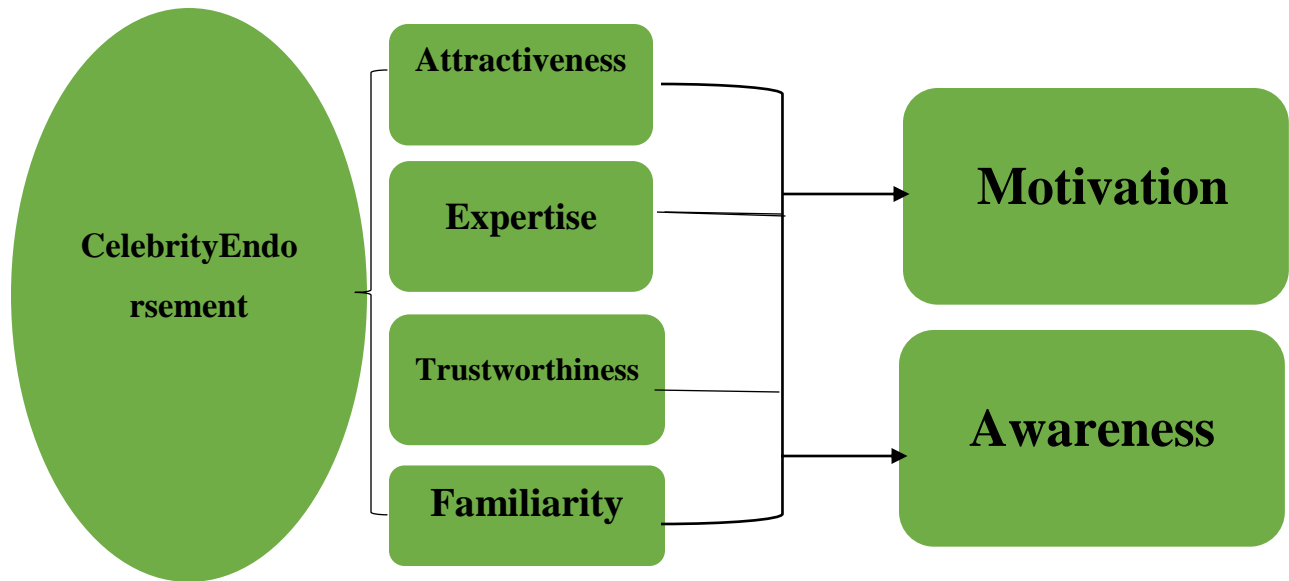 CelebrityEndo
rsement
Attractiveness
Expertise
Trustworthiness
Familiarity
Motivation
Awareness